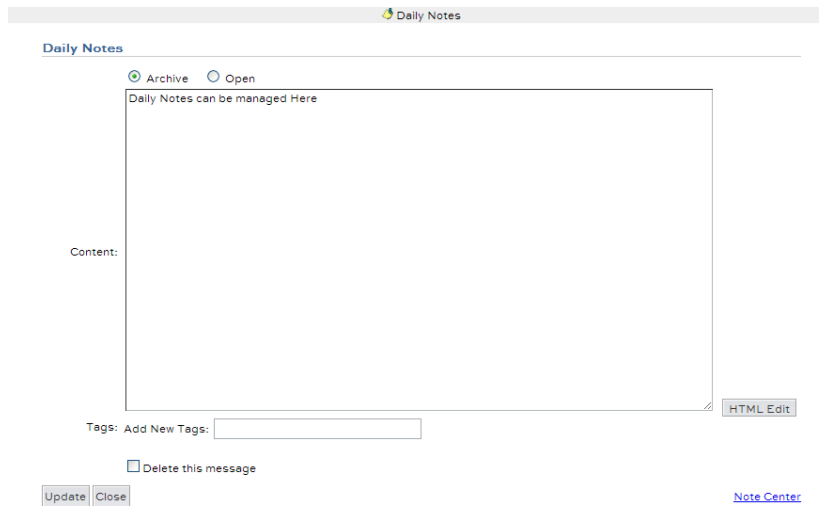 Daily Notes
Daily Notes
Archive Open
Daily Notes can be managed Here
Content:
HTML Edit
Tags: Add New Tags:
Delete this message
Update Close Note Center